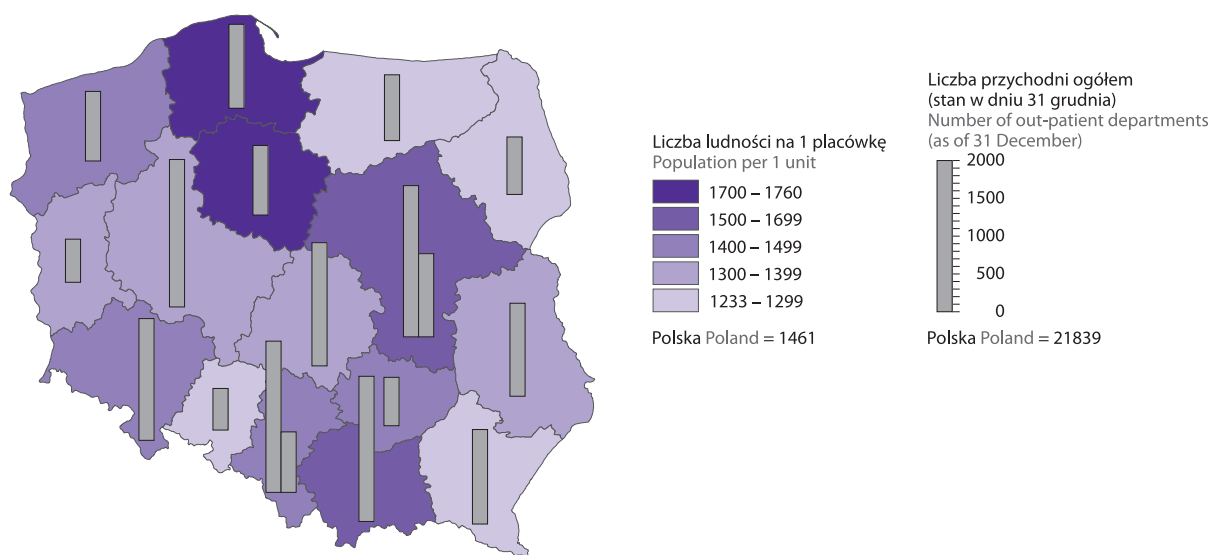 Liczba ludności na 1 placówkę
Population per 1 unit
1700 – 1760
1500 – 1699
1400 – 1499
1300 – 1399
1233 – 1299
Polska Poland = 1461
Liczba przychodni ogółem
(stan w dniu 31 grudnia)
Number of out-patient departments
(as of 31 December)
2000
1500
1000
500
0
Polska Poland = 21839